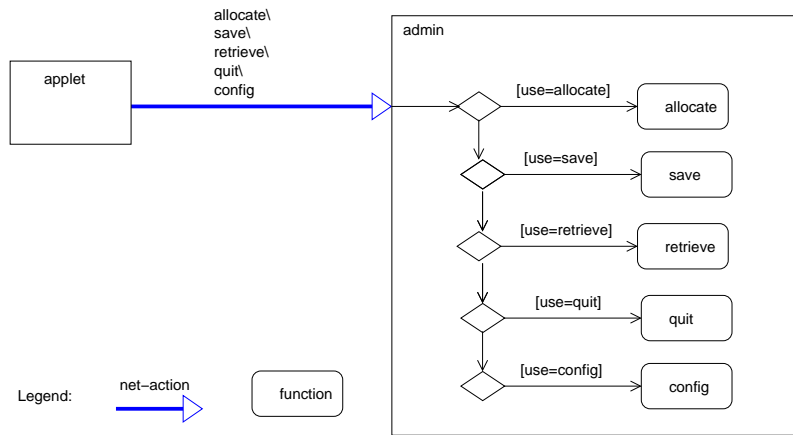 allocate\
save\
retrieve\
quit\
config
applet
admin
[use=allocate]
allocate
[use=save]
save
[use=retrieve]
retrieve
[use=quit]
quit
[use=config]
config
Legend:
net−action
function